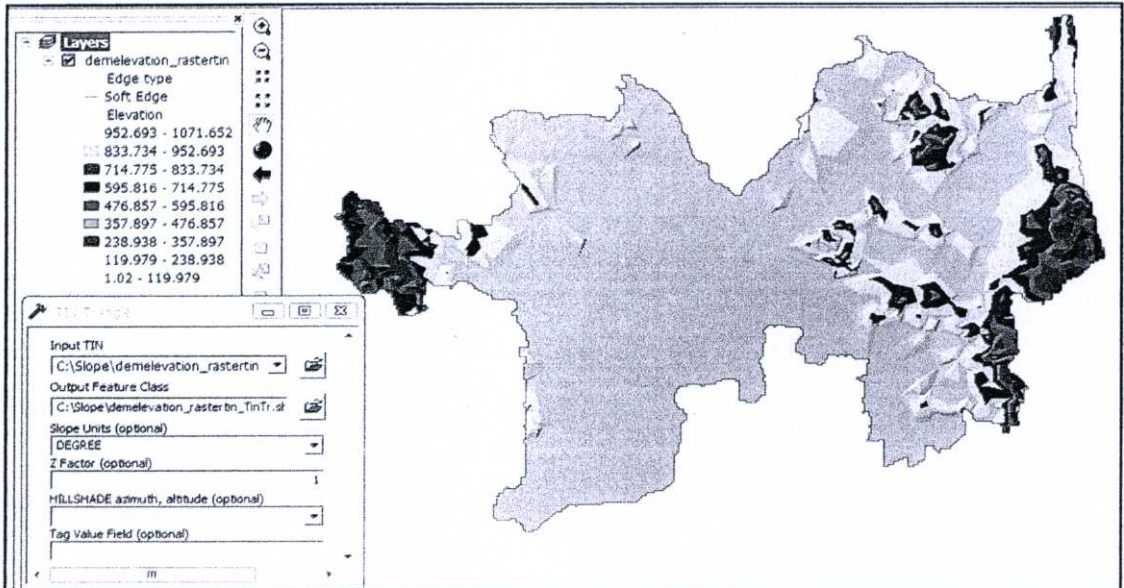 Layers
demelevation_rastertin
Edge type
Soft Edge
Elevation
952.693 - 1071.652
833.734 - 952.693
714.775 - 833.734
595.816 - 714.775
476.857 - 595.816
357.897 - 476.857
238.938 - 357.897
119.979 - 238.938
1.02 - 119.979
TIN Triangle
Input TIN
C:\Slope\demelevation_rastertin
Output Feature Class
C:\Slope\demelevation_rastertin_TinTr.sh
Slope Units (optional)
DEGREE
Z Factor (optional)
1
HILLSHADE azimuth, altitude (optional)
Tag Value Field (optional)